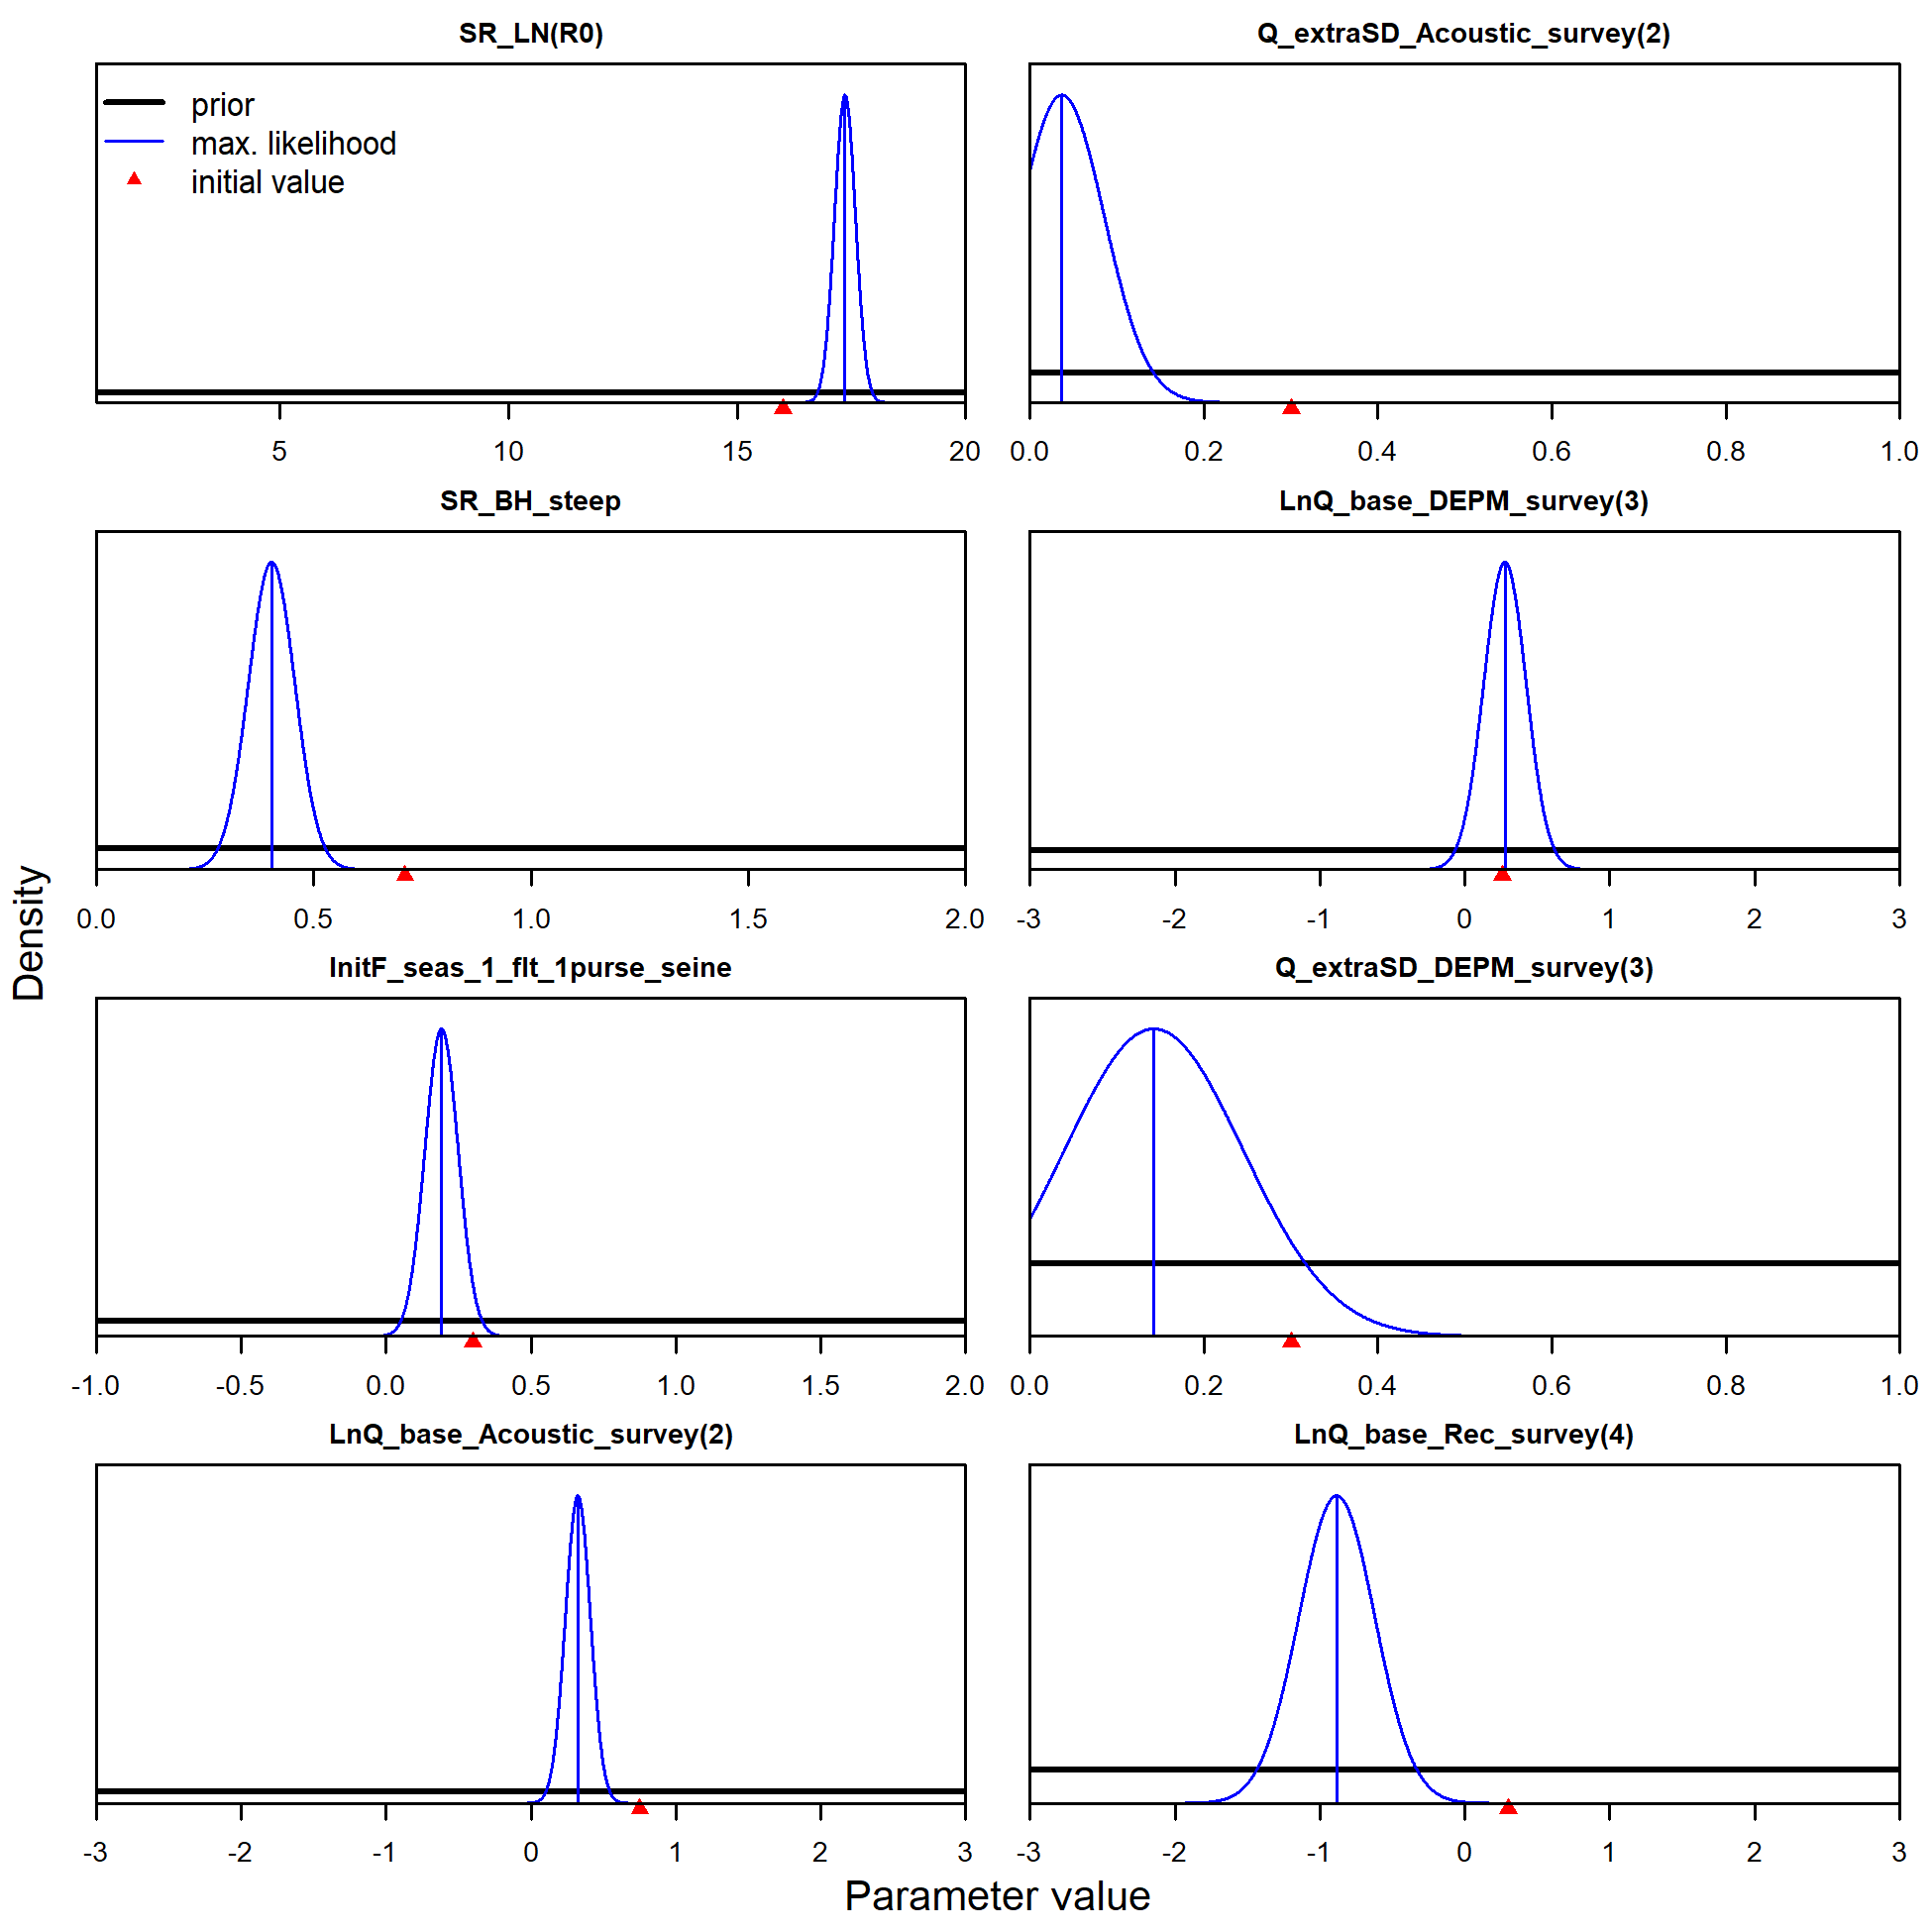 SR_LN(R0)
prior
max. likelihood
initial value
5 10 15 20
Q_extraSD_Acoustic_survey(2)
0.0 0.2 0.4 0.6 0.8 1.0
SR_BH_steep
0.0 0.5 1.0 1.5 2.0
LnQ_base_DEPM_survey(3)
-3 -2 -1 0 1 2 3
InitF_seas_1_flt_1purse_seine
-1.0 -0.5 0.0 0.5 1.0 1.5 2.0
Q_extraSD_DEPM_survey(3)
0.0 0.2 0.4 0.6 0.8 1.0
LnQ_base_Acoustic_survey(2)
-3 -2 -1 0 1 2 3
LnQ_base_Rec_survey(4)
-3 -2 -1 0 1 2 3
Density
Parameter value